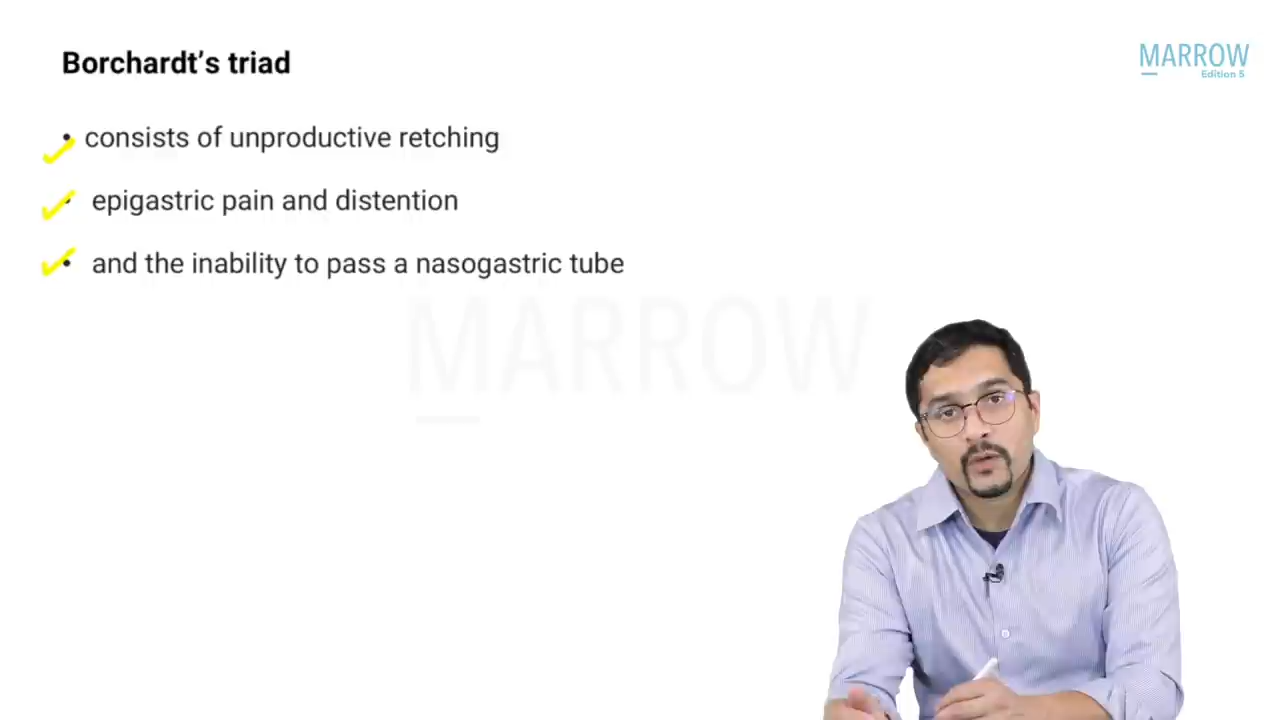 Borchardt's triad
MARROW
Edition 5
• consists of unproductive retching
• epigastric pain and distention
• and the inability to pass a nasogastric tube
MARROW